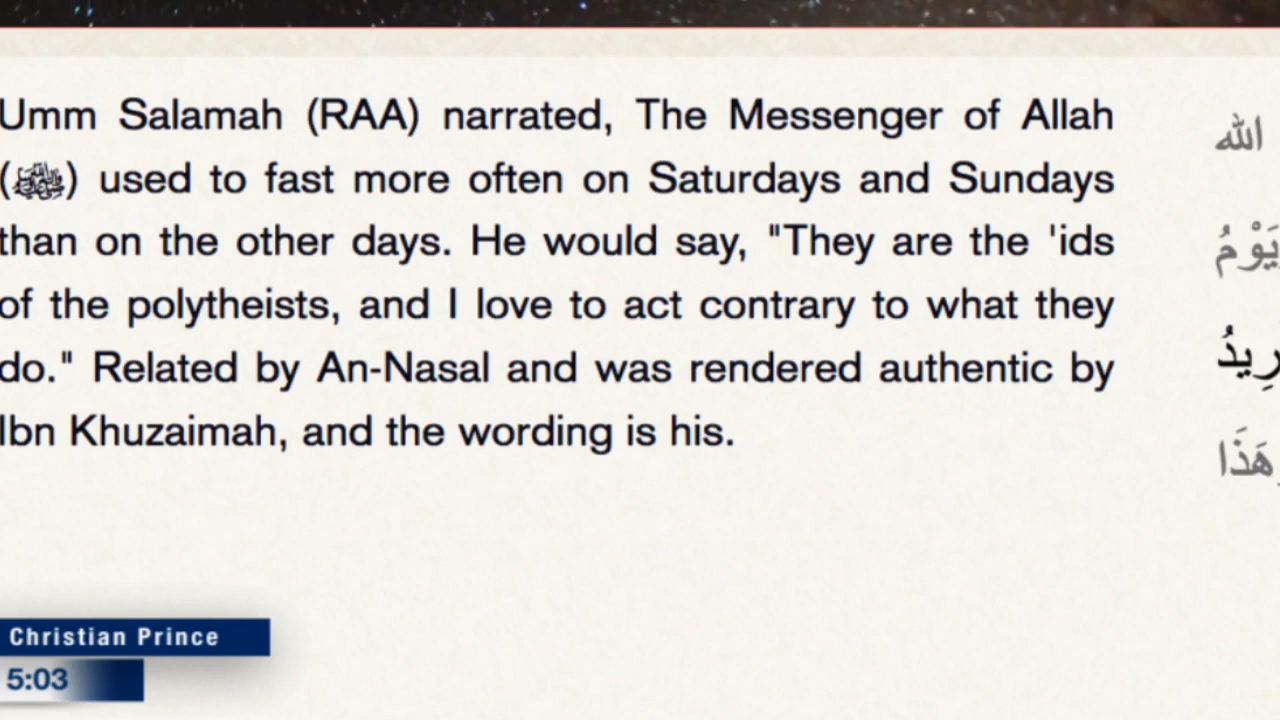 Umm Salamah (RAA) narrated, The Messenger of Allah
(ﷺ) used to fast more often on Saturdays and Sundays
than on the other days. He would say, "They are the 'ids
of the polytheists, and I love to act contrary to what they
do." Related by An-Nasal and was rendered authentic by
Ibn Khuzaimah, and the wording is his.
الله
يَوْمُ
رِيدُ
هَذَا
Christian Prince
5:03